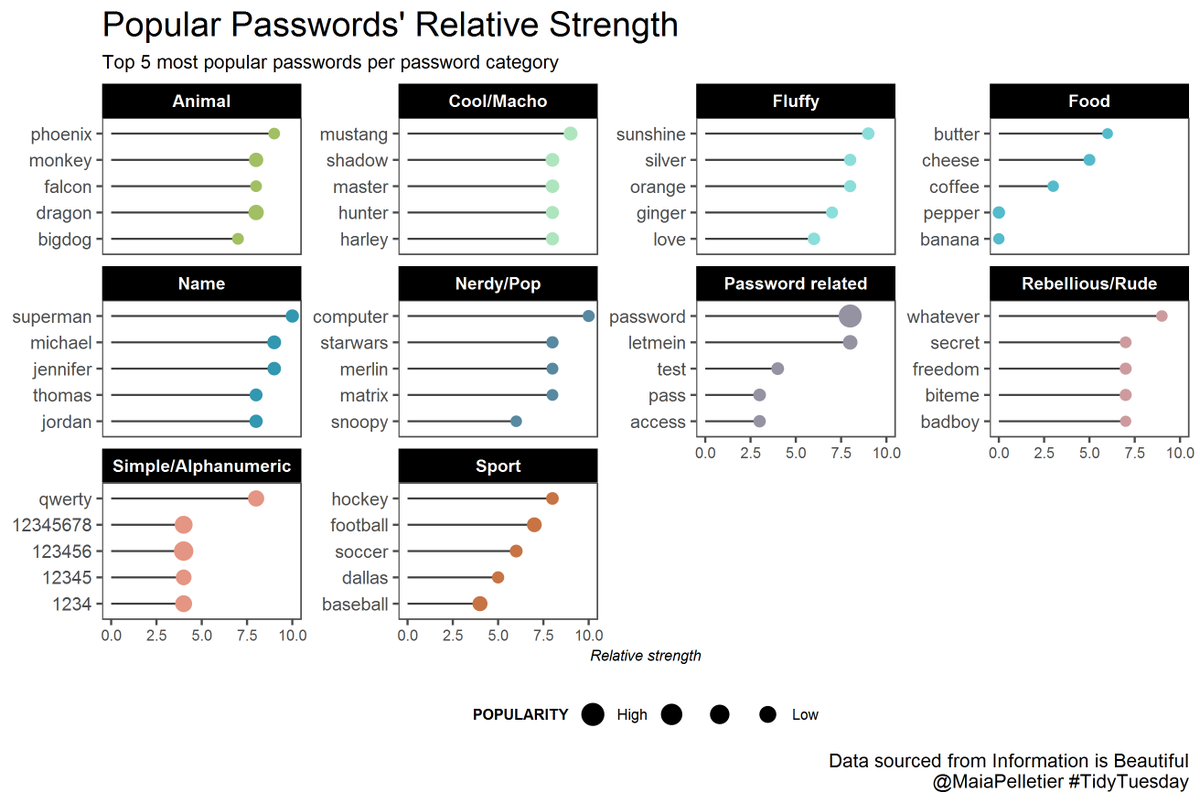 Popular Passwords' Relative Strength
Top 5 most popular passwords per password category
Animal
phoenix
monkey
falcon
dragon
bigdog
Cool/Macho
mustang
shadow
master
hunter
harley
Fluffy
sunshine
silver
orange
ginger
love
Food
butter
cheese
coffee
pepper
banana
Name
superman
michael
jennifer
thomas
jordan
Nerdy/Pop
computer
starwars
merlin
matrix
snoopy
Password related
password
letmein
test
pass
access
0.0 2.5 5.0 7.5 10.0
Rebellious/Rude
whatever
secret
freedom
biteme
badboy
0.0 2.5 5.0 7.5 10.0
Simple/Alphanumeric
qwerty
12345678
123456
12345
1234
0.0 2.5 5.0 7.5 10.0
Sport
hockey
football
soccer
dallas
baseball
0.0 2.5 5.0 7.5 10.0
Relative strength
POPULARITY High Low
Data sourced from Information is Beautiful
@MaiaPelletier #TidyTuesday